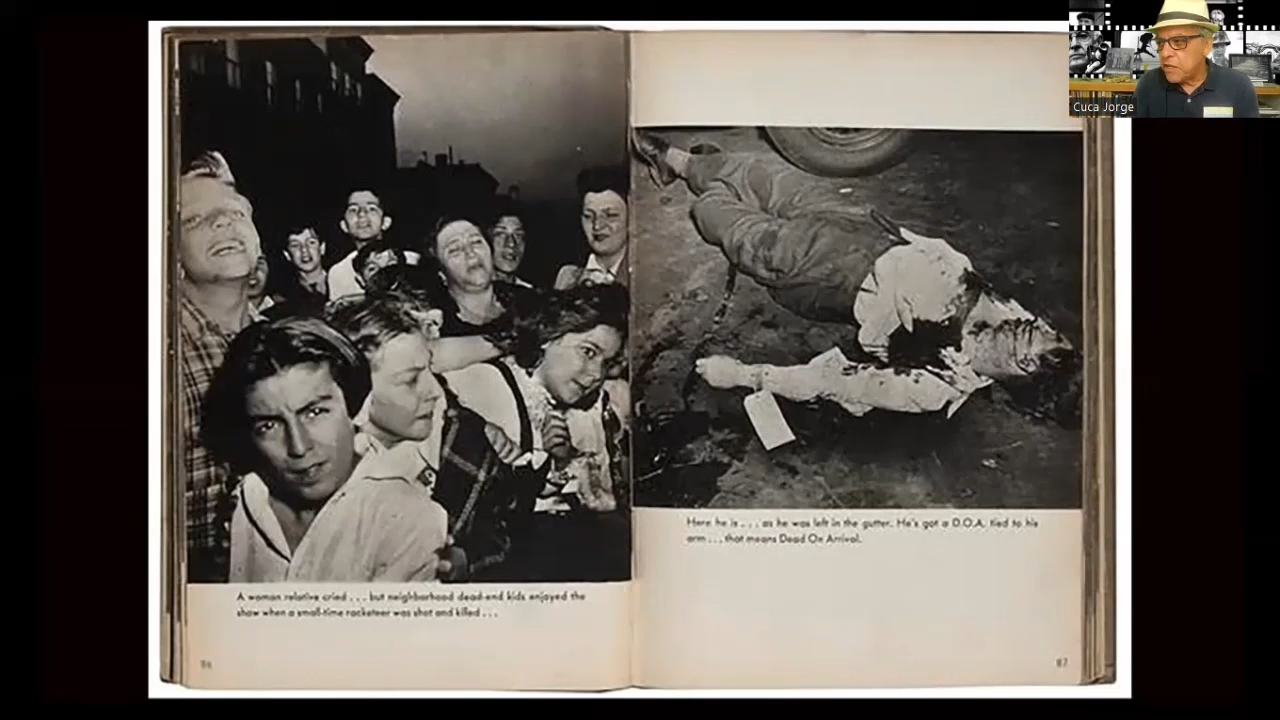 Cuca Jorge
A woman relative cried . . . but neighborhood dead-end kids enjoyed the
show when a small-time racketeer was shot and killed . . .
86
Here he is . . . as he was left in the gutter. He's got a D.O.A. tied to his
arm . . . that means Dead On Arrival.
87